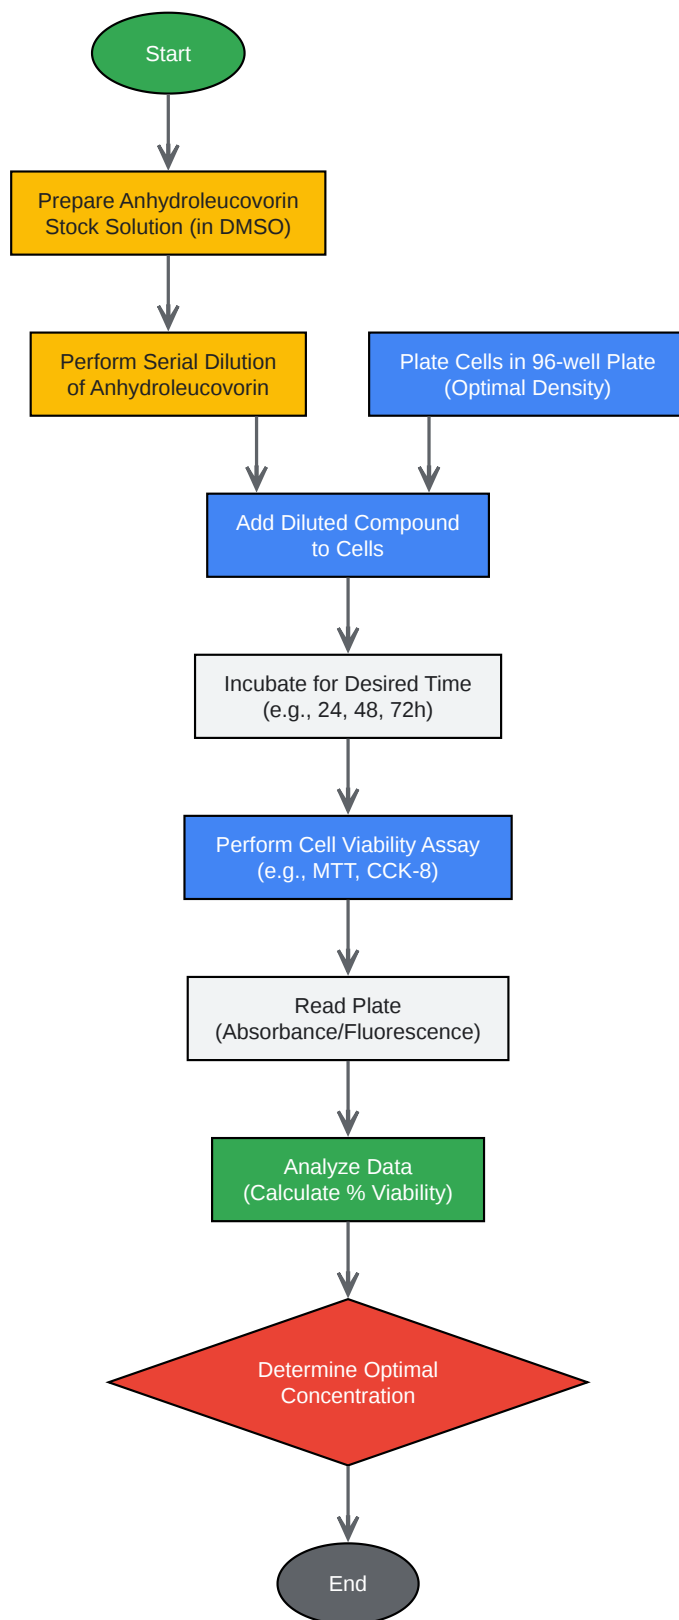 Start
Prepare Anhydroleucovorin
Stock Solution (in DMSO)
Perform Serial Dilution
of Anhydroleucovorin
Plate Cells in 96-well Plate
(Optimal Density)
Add Diluted Compound
to Cells
Incubate for Desired Time
(e.g., 24, 48, 72h)
Perform Cell Viability Assay
(e.g., MTT, CCK-8)
Read Plate
(Absorbance/Fluorescence)
Analyze Data
(Calculate % Viability)
Determine Optimal
Concentration
End